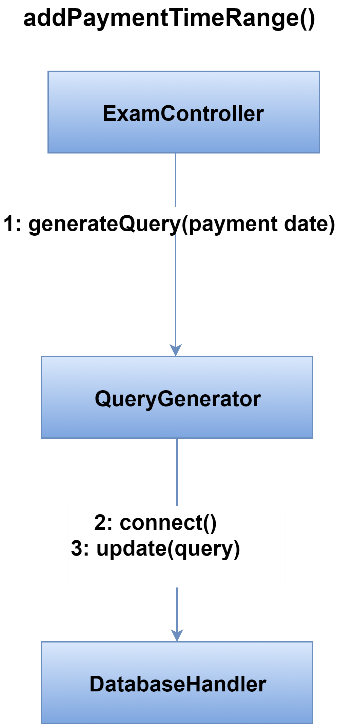 addPaymentTimeRange()
ExamController
1: generateQuery(payment date)
QueryGenerator
2: connect()
3: update(query)
DatabaseHandler